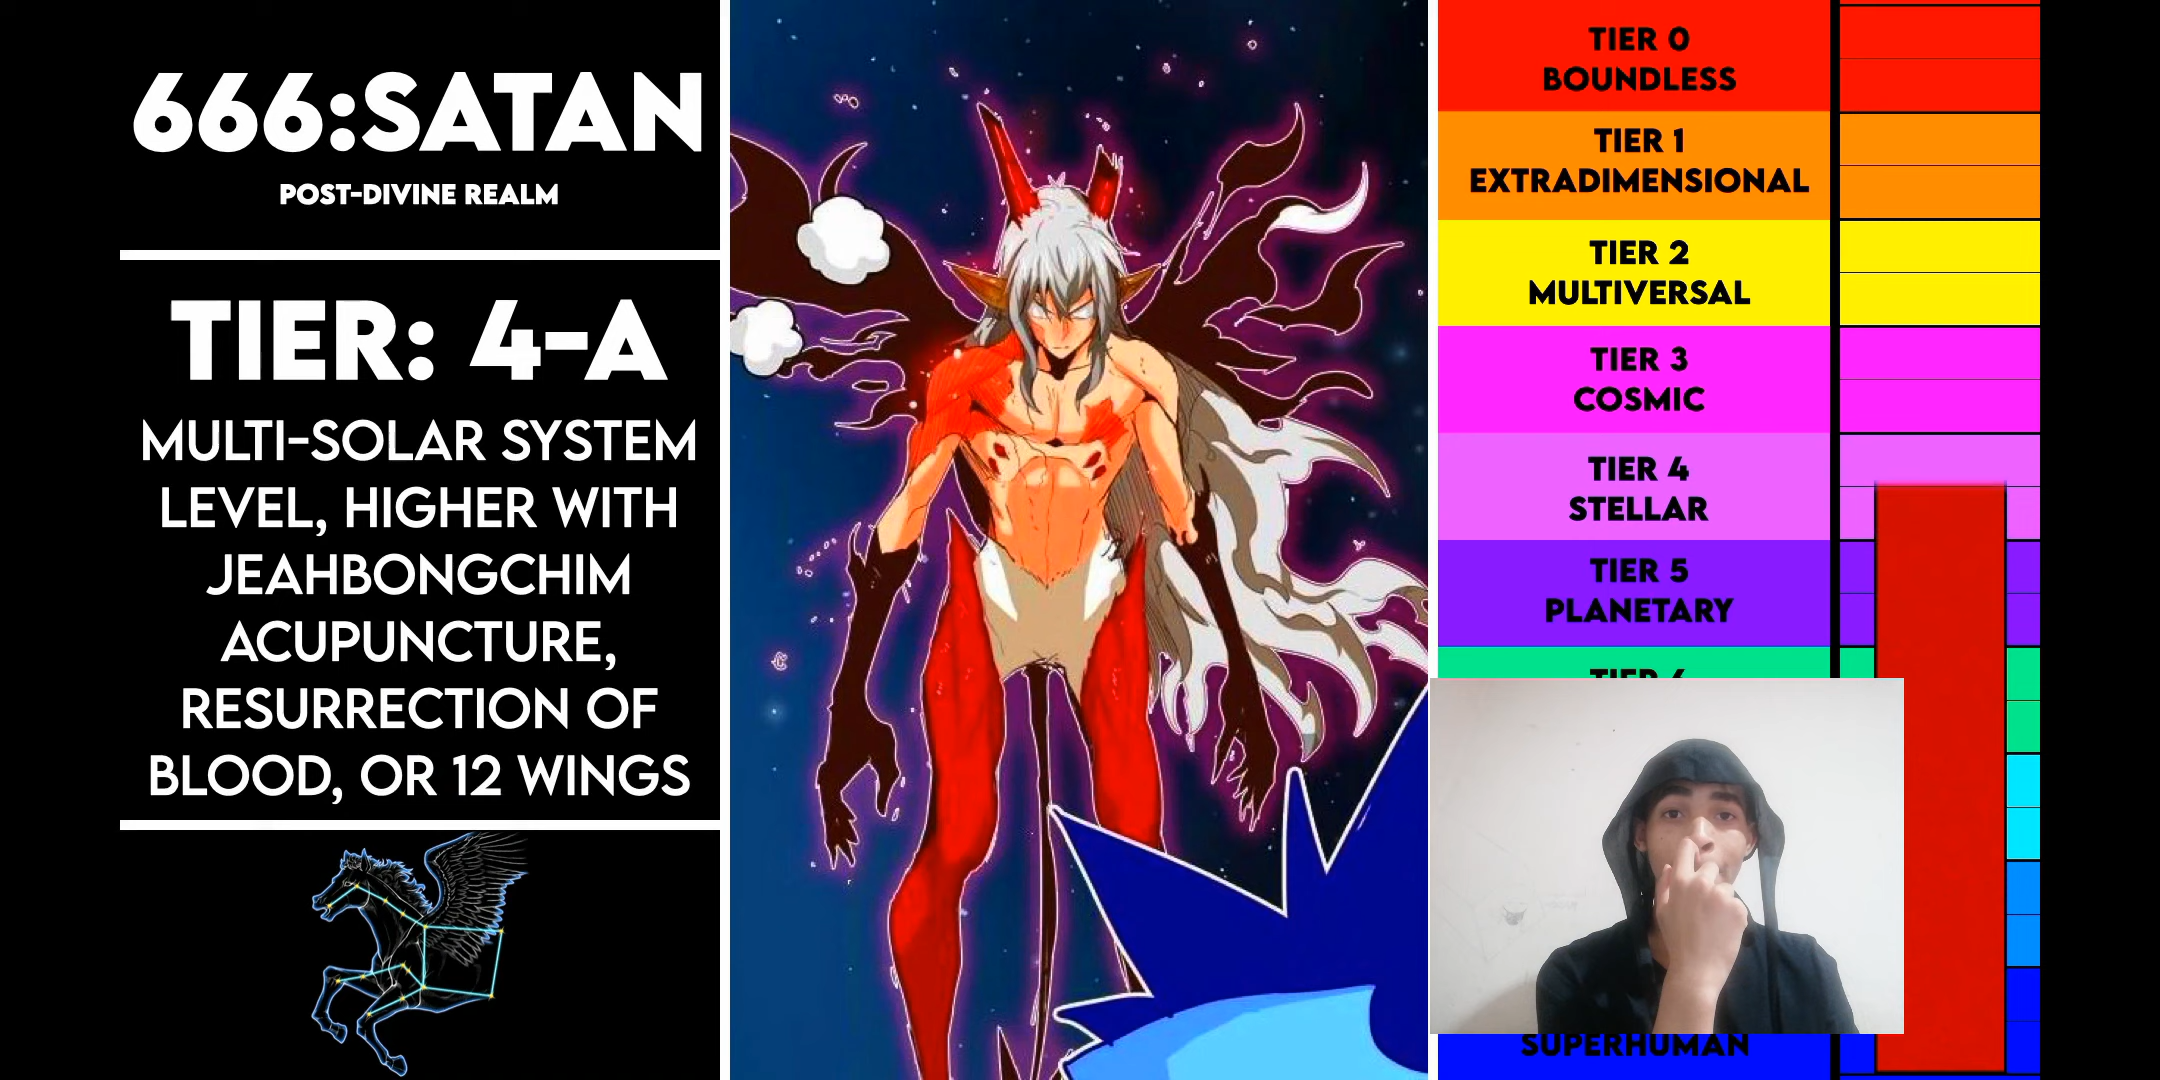 666:SATAN
POST-DIVINE REALM
TIER: 4-A
MULTI-SOLAR SYSTEM
LEVEL, HIGHER WITH
JEAHBONGCHIM
ACUPUNCTURE,
RESURRECTION OF
BLOOD, OR 12 WINGS
TIER 0
BOUNDLESS
TIER 1
EXTRADIMENSIONAL
TIER 2
MULTIVERSAL
TIER 3
COSMIC
TIER 4
STELLAR
TIER 5
PLANETARY
TIER 6
SUPERHUMAN